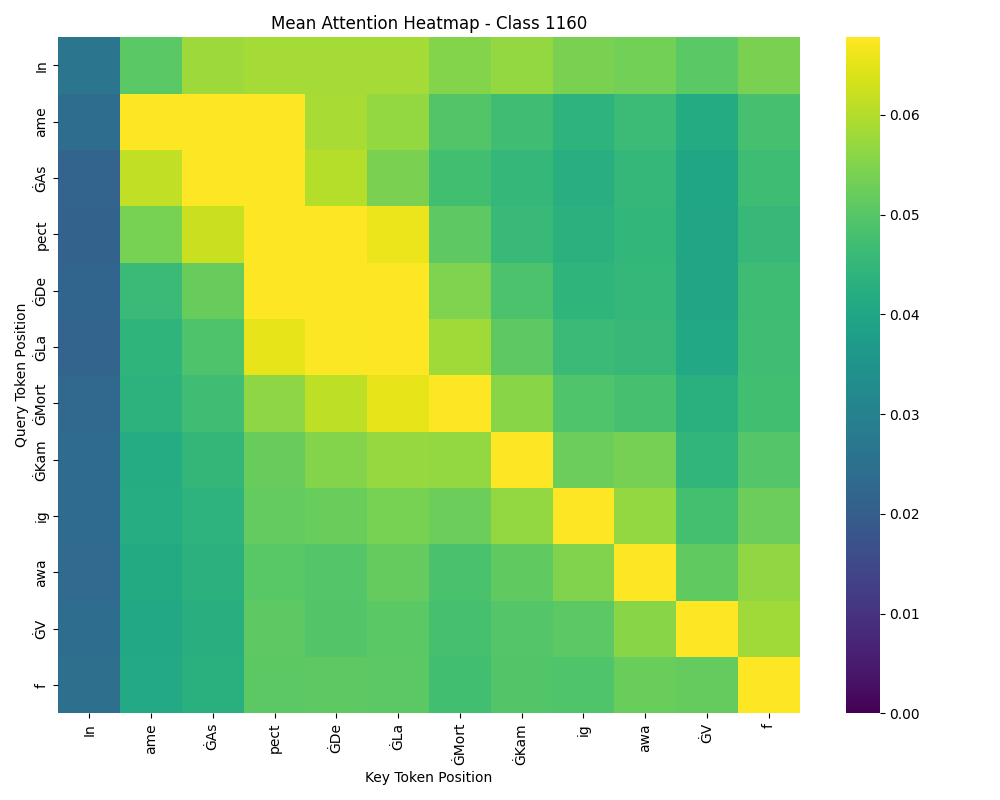 Mean Attention Heatmap - Class 1160
Query Token Position
In
ame
ĠAs
pect
ĠDe
ĠLa
ĠMort
ĠKam
ig
awa
ĠV
f
In
ame
ĠAs
pect
ĠDe
ĠLa
ĠMort
ĠKam
ig
awa
ĠV
f
Key Token Position
0.06
0.05
0.04
0.03
0.02
0.01
0.00